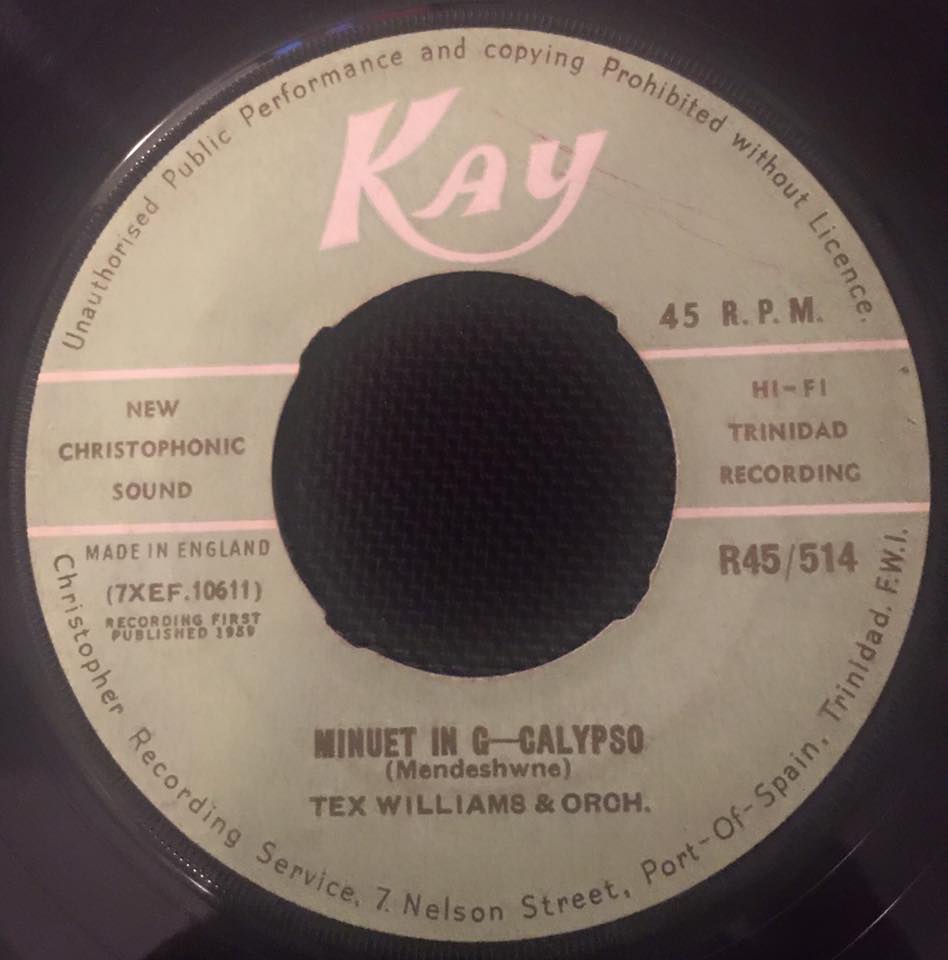 Unauthorised Public Performance and copying Prohibited without Licence.
Kay
45 R.P.M.
NEW
CHRISTOPHONIC
SOUND
HI-FI
TRINIDAD
RECORDING
MADE IN ENGLAND
(7XEF.10611)
RECORDING FIRST
PUBLISHED 1959
R45/514
MINUET IN G—CALYPSO
(Mendeshwne)
TEX WILLIAMS & ORCH.
Christopher Recording Service, 7 Nelson Street, Port-Of-Spain, Trinidad. F.W.I.